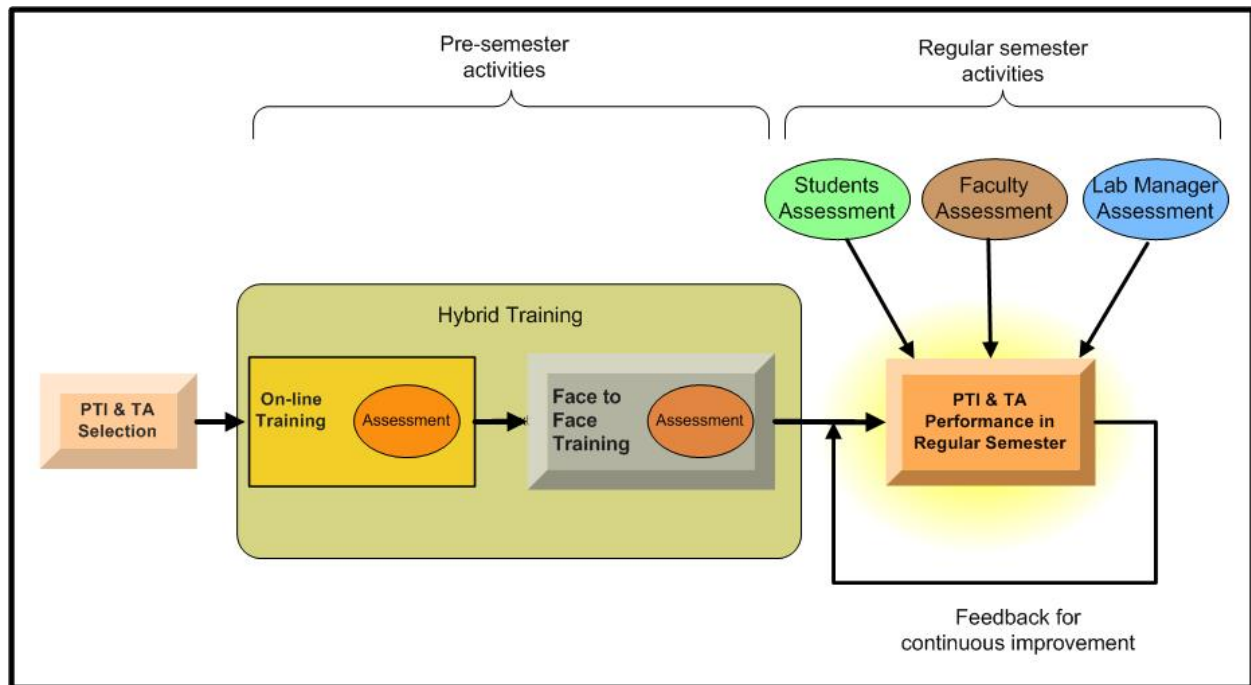 Pre-semester
activities
Regular semester
activities
Students
Assessment
Faculty
Assessment
Lab Manager
Assessment
Hybrid Training
PTI & TA
Selection
On-line
Training
Assessment
Face to
Face
Training
Assessment
PTI & TA
Performance in
Regular Semester
Feedback for
continuous improvement